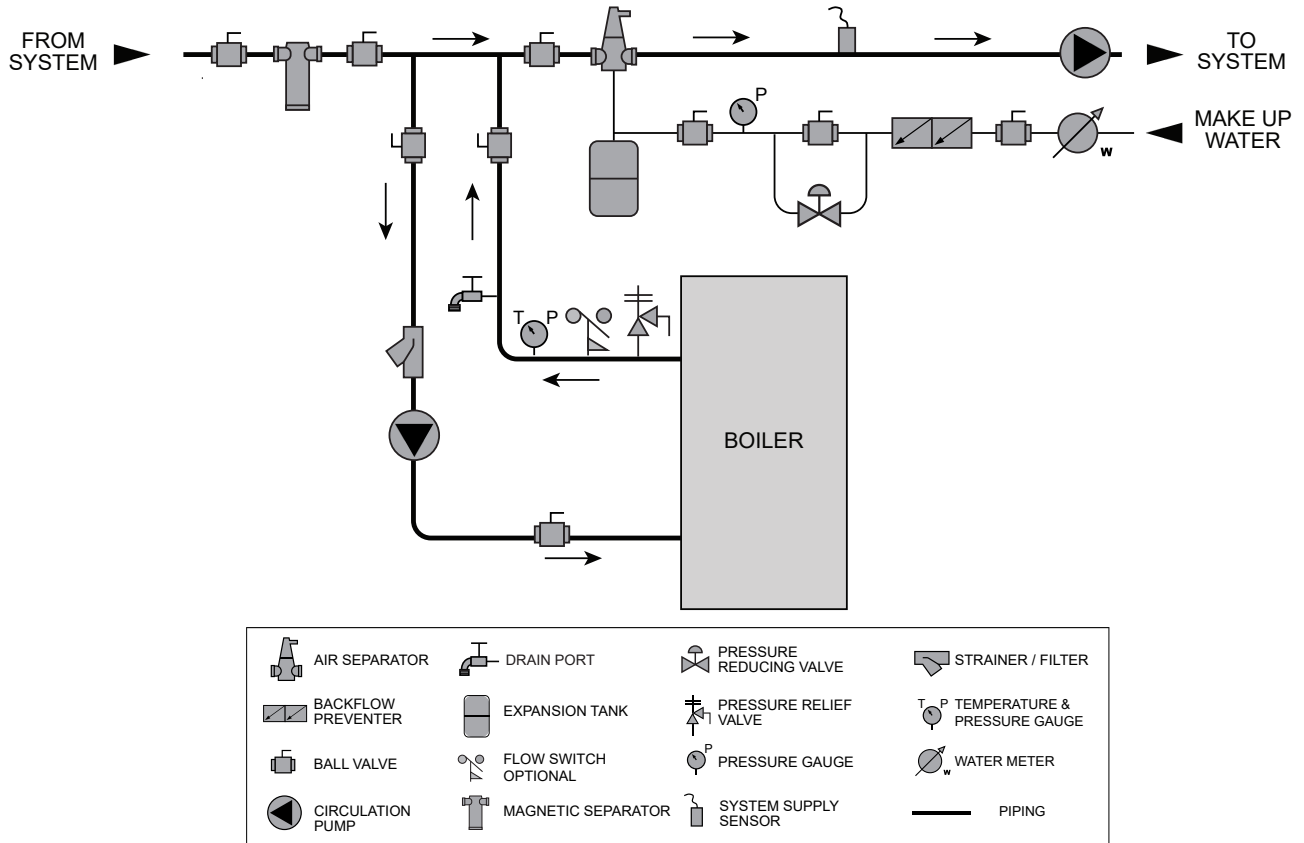 FROM
SYSTEM
TO
SYSTEM
P
MAKE UP
WATER
W
T P
BOILER
AIR SEPARATOR
DRAIN PORT
PRESSURE
REDUCING VALVE
STRAINER / FILTER
BACKFLOW
PREVENTER
EXPANSION TANK
PRESSURE RELIEF
VALVE
T P
TEMPERATURE &
PRESSURE GAUGE
BALL VALVE
FLOW SWITCH
OPTIONAL
P
PRESSURE GAUGE
W
WATER METER
CIRCULATION
PUMP
MAGNETIC SEPARATOR
SYSTEM SUPPLY
SENSOR
PIPING